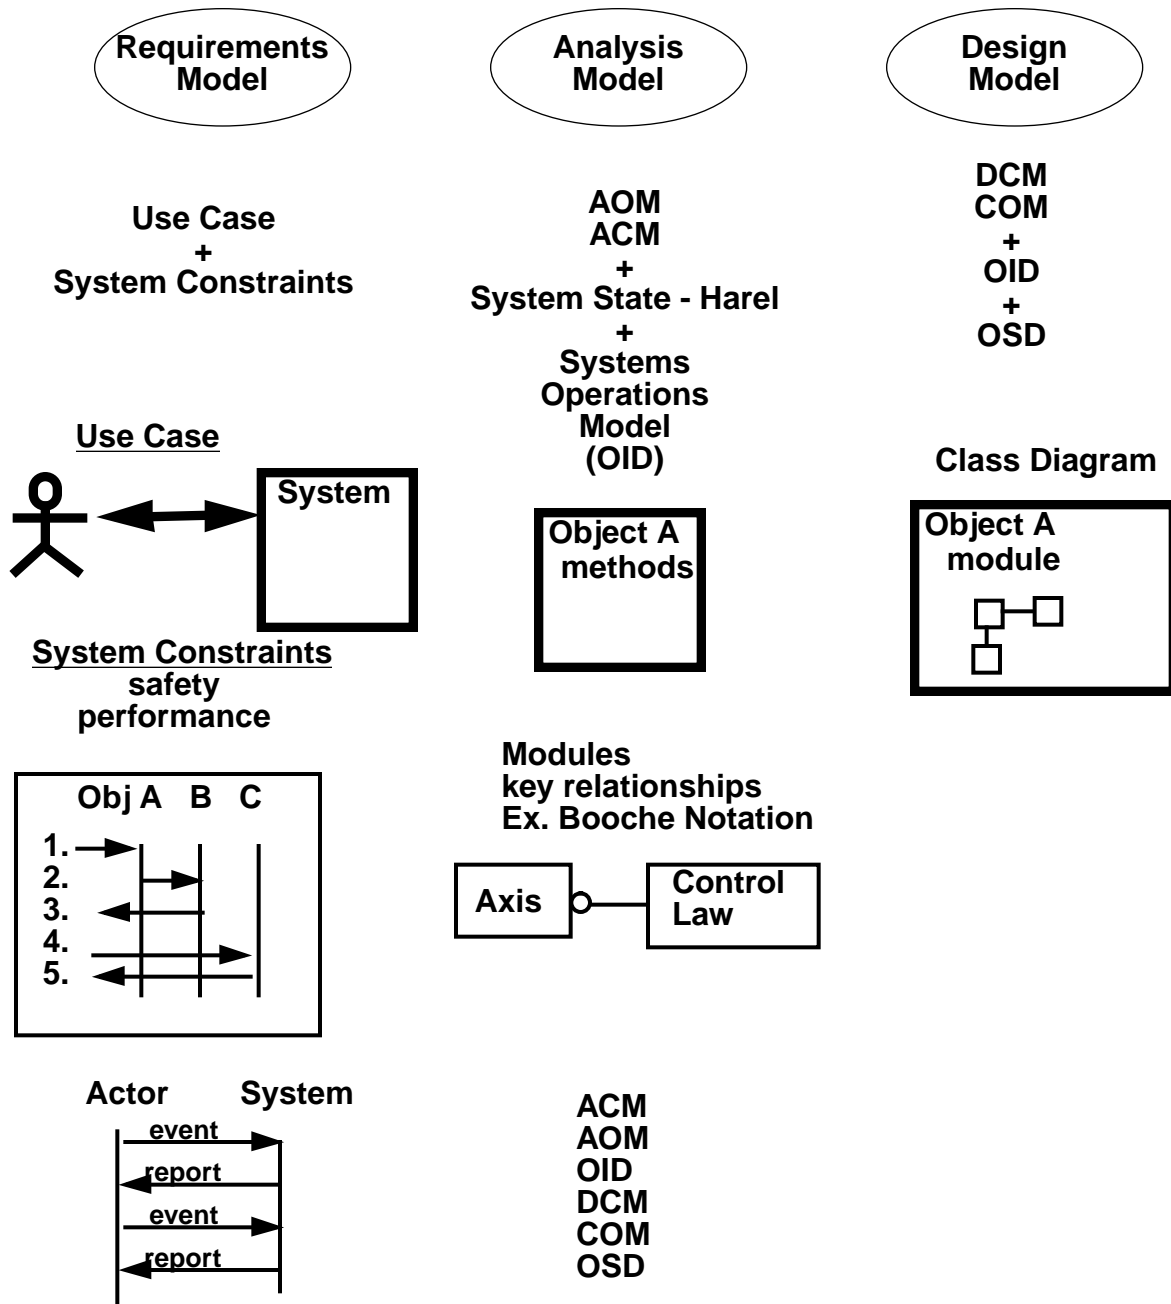 Requirements
Model
Use Case
+
System Constraints
Use Case
System
System Constraints
safety
performance
Obj A B C
1.
2.
3.
4.
5.
Actor System
event
report
event
report
Analysis
Model
AOM
ACM
+
System State - Harel
+
Systems
Operations
Model
(OID)
Object A
methods
Modules
key relationships
Ex. Booche Notation
Axis
Control
Law
ACM
AOM
OID
DCM
COM
OSD
Design
Model
DCM
COM
+
OID
+
OSD
Class Diagram
Object A
module